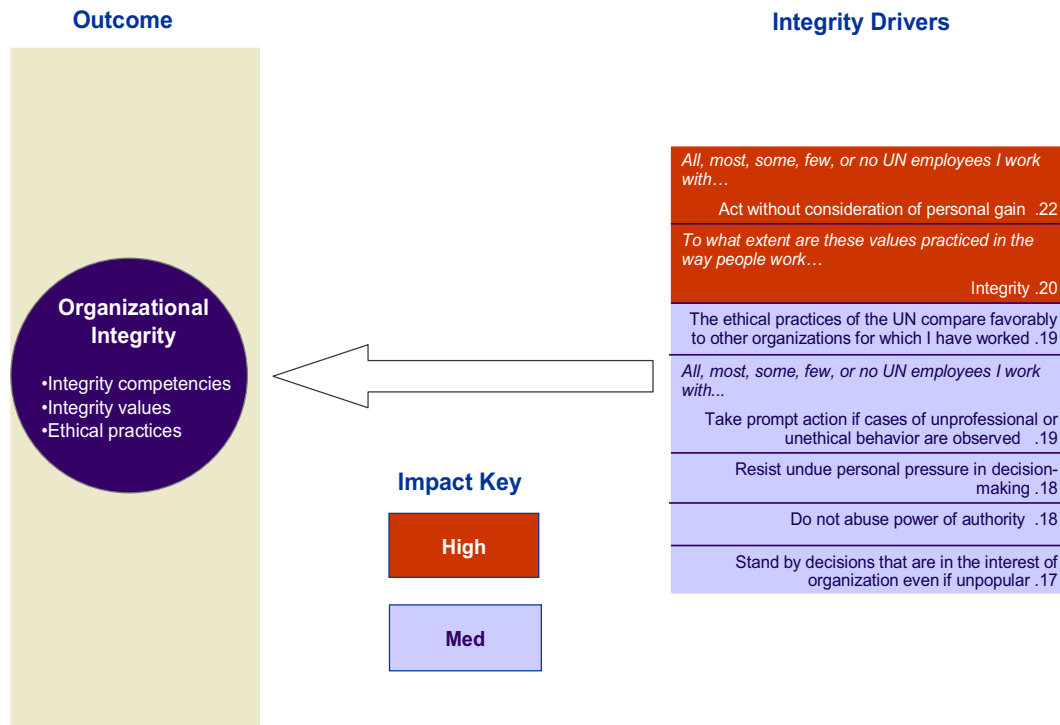 Outcome
Integrity Drivers
Organizational
Integrity
•Integrity competencies
•Integrity values
•Ethical practices
All, most, some, few, or no UN employees I work
with…
Act without consideration of personal gain .22
To what extent are these values practiced in the
way people work…
Integrity .20
The ethical practices of the UN compare favorably
to other organizations for which I have worked .19
All, most, some, few, or no UN employees I work
with...
Take prompt action if cases of unprofessional or
unethical behavior are observed .19
Resist undue personal pressure in decision-
making .18
Do not abuse power of authority .18
Stand by decisions that are in the interest of
organization even if unpopular .17
Impact Key
High
Med